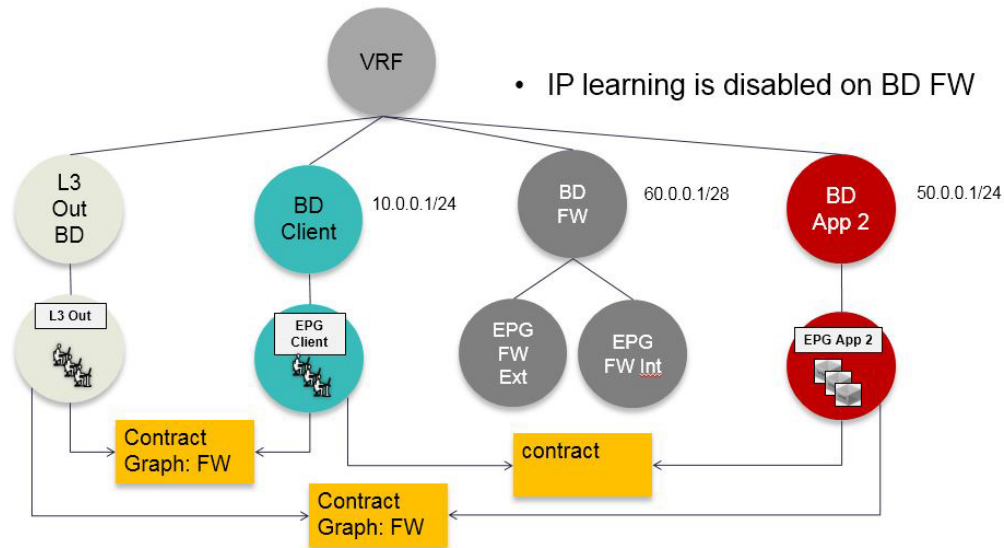 VRF
• IP learning is disabled on BD FW
L3
Out
BD
BD
Client
10.0.0.1/24
BD
FW
60.0.0.1/28
BD
App 2
50.0.0.1/24
L3 Out
EPG
Client
EPG
FW
Ext
EPG
FW Int
EPG App 2
Contract
Graph: FW
contract
Contract
Graph: FW